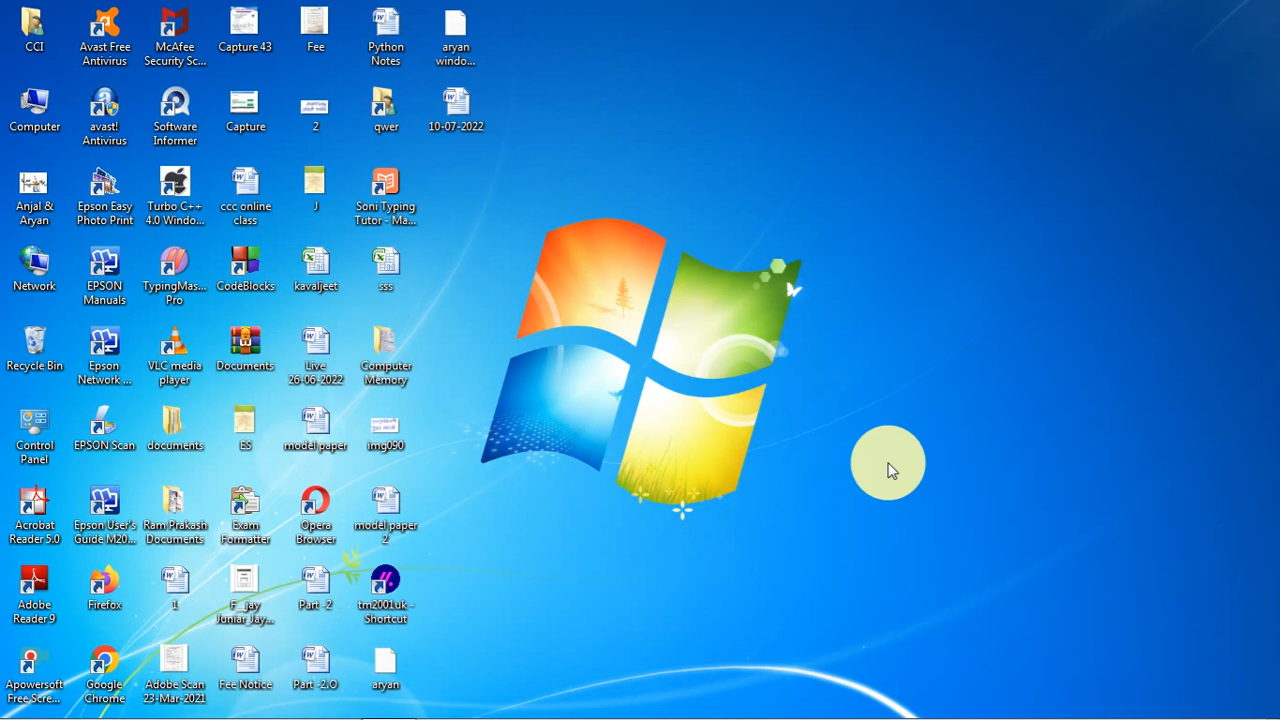 CCI
Computer
Anjal &
Aryan
Network
Recycle Bin
Control
Panel
Acrobat
Reader 5.0
Adobe
Reader 9
Apowersoft
Free Scre...
Avast Free
Antivirus
avast!
Antivirus
Epson Easy
Photo Print
EPSON
Manuals
Epson
Network ...
EPSON Scan
Epson User's
Guide M20...
Firefox
Google
Chrome
McAfee
Security Sc...
Software
Informer
Turbo C++
4.0 Windo...
TypingMas...
Pro
VLC media
player
documents
Ram Prakash
Documents
1
Adobe Scan
23-Mar-2021
Capture 43
Capture
ccc online
class
CodeBlocks
Documents
ES
Exam
Formatter
F_jay
Juniar_Jay...
Fee Notice
Fee
2
J
kavaljeet
Live
26-06-2022
model paper
Opera
Browser
Part -2
Part -2.O
Python
Notes
qwer
Soni Typing
Tutor - Ma...
sss
Computer
Memory
img090
model paper
2
tm2001uk -
Shortcut
aryan
aryan
windo...
10-07-2022